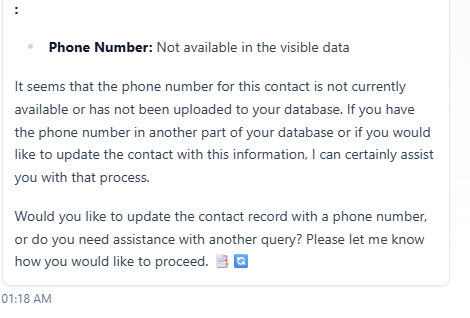 :
Phone Number: Not available in the visible data
It seems that the phone number for this contact is not currently
available or has not been uploaded to your database. If you have
the phone number in another part of your database or if you would
like to update the contact with this information, I can certainly assist
you with that process.
Would you like to update the contact record with a phone number,
or do you need assistance with another query? Please let me know
how you would like to proceed. 📑 🔄
01:18 AM